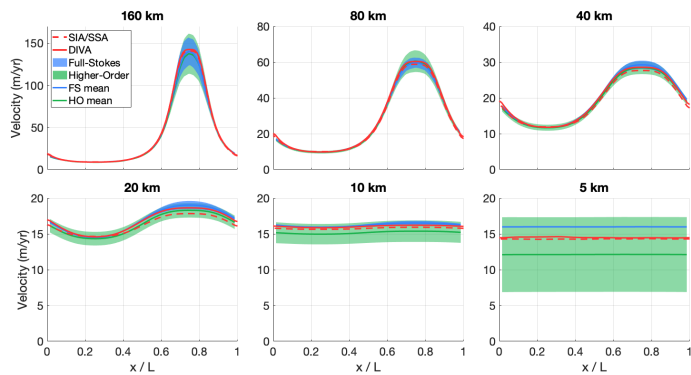 160 km
80 km
40 km
Velocity (m/yr)
150
100
50
0
SIA/SSA
DIVA
Full-Stokes
Higher-Order
FS mean
HO mean
80
60
40
20
0
40
30
20
10
0
20 km
10 km
5 km
Velocity (m/yr)
20
15
10
5
0
0 0.2 0.4 0.6 0.8 1
x / L
20
15
10
5
0
0 0.2 0.4 0.6 0.8 1
x / L
20
15
10
5
0
0 0.2 0.4 0.6 0.8 1
x / L